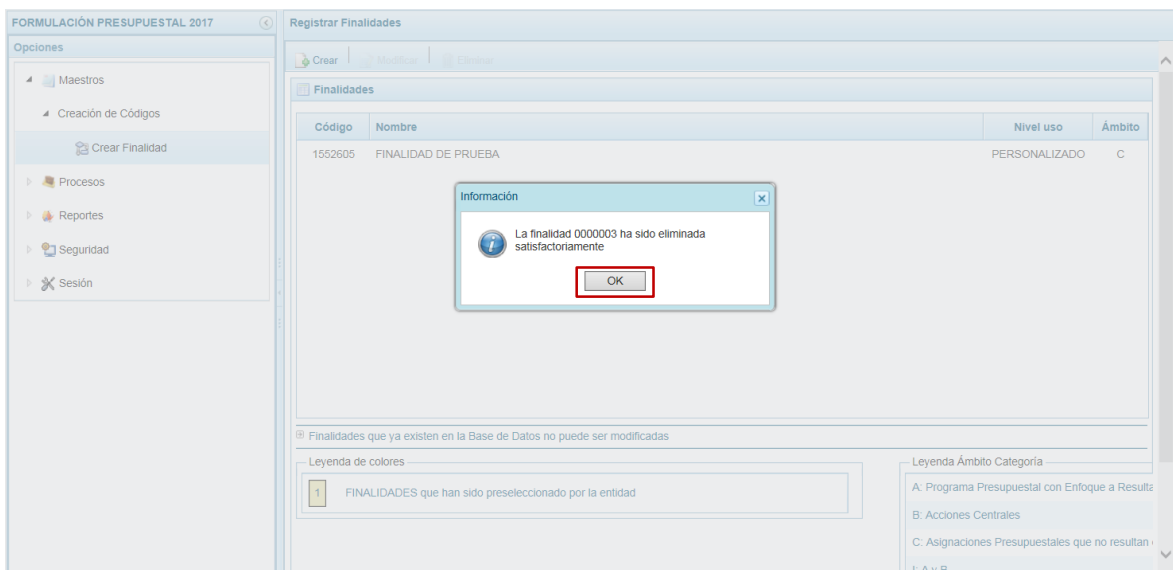 FORMULACIÓN PRESUPUESTAL 2017
Opciones
Maestros
Creación de Códigos
Crear Finalidad
Procesos
Reportes
Seguridad
Sesión
Registrar Finalidades
Crear Modificar Eliminar
Finalidades
Código Nombre Nivel uso Ámbito
1552605 FINALIDAD DE PRUEBA PERSONALIZADO C
Información
La finalidad 0000003 ha sido eliminada
satisfactoriamente
OK
Finalidades que ya existen en la Base de Datos no puede ser modificadas
Leyenda de colores
1 FINALIDADES que han sido preseleccionado por la entidad
Leyenda Ámbito Categoría
A: Programa Presupuestal con Enfoque a Resulta
B: Acciones Centrales
C: Asignaciones Presupuestales que no resultan
I: A y B